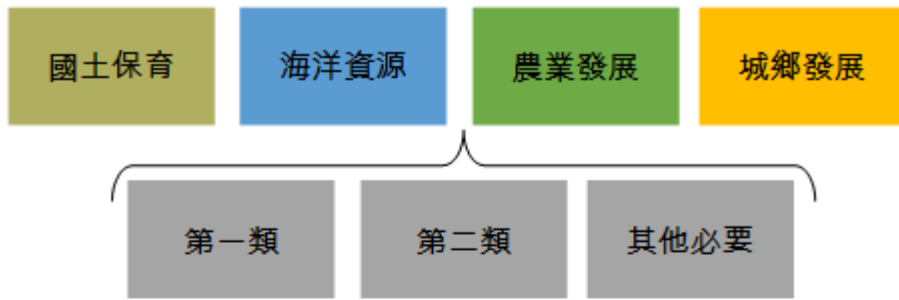 國土保育
海洋資源
農業發展
城鄉發展
第一類
第二類
其他必要